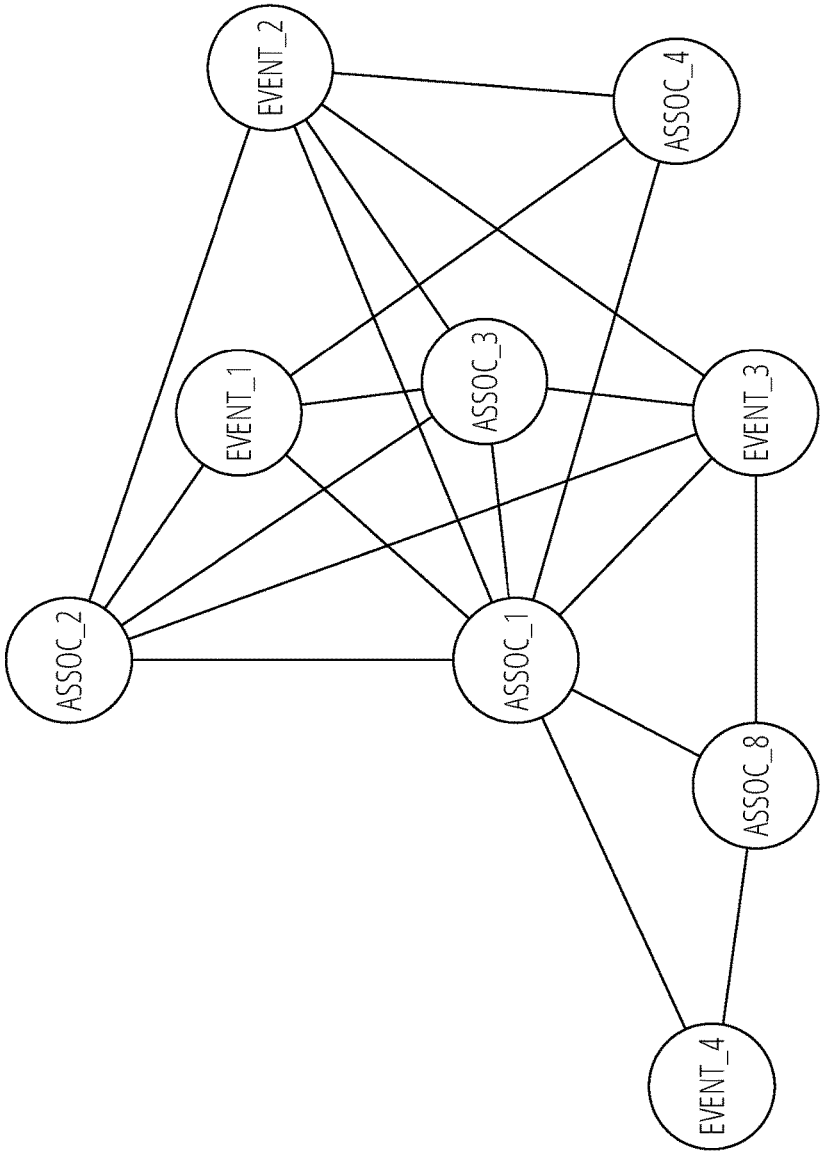 ASSOC_2
EVENT_2
EVENT_1
ASSOC_3
ASSOC_1
ASSOC_4
EVENT_4
ASSOC_8
EVENT_3